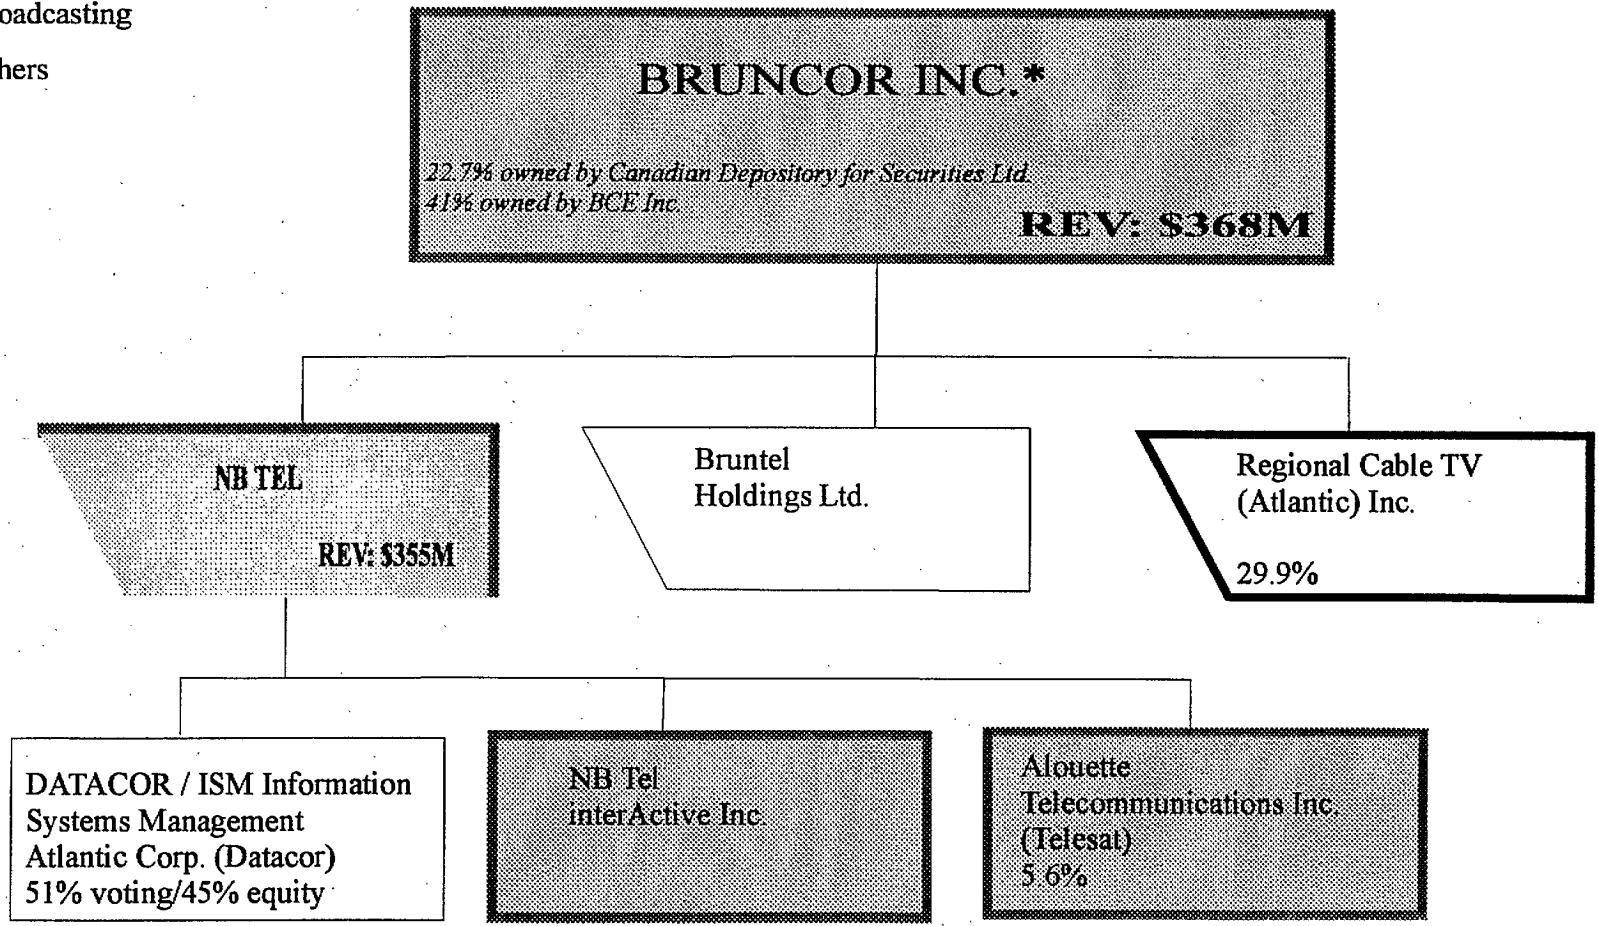 oadcasting
hers
BRUNCOR INC.*
22.7% owned by Canadian Depository for Securities Ltd.
41% owned by BCE Inc.
REV: $368M
NB TEL
REV: $355M
Bruntel
Holdings Ltd.
Regional Cable TV
(Atlantic) Inc.
29.9%
DATACOR / ISM Information
Systems Management
Atlantic Corp. (Datacor)
51% voting/45% equity
NB Tel
interActive Inc.
Alouette
Telecommunications Inc.
(Telesat)
5.6%